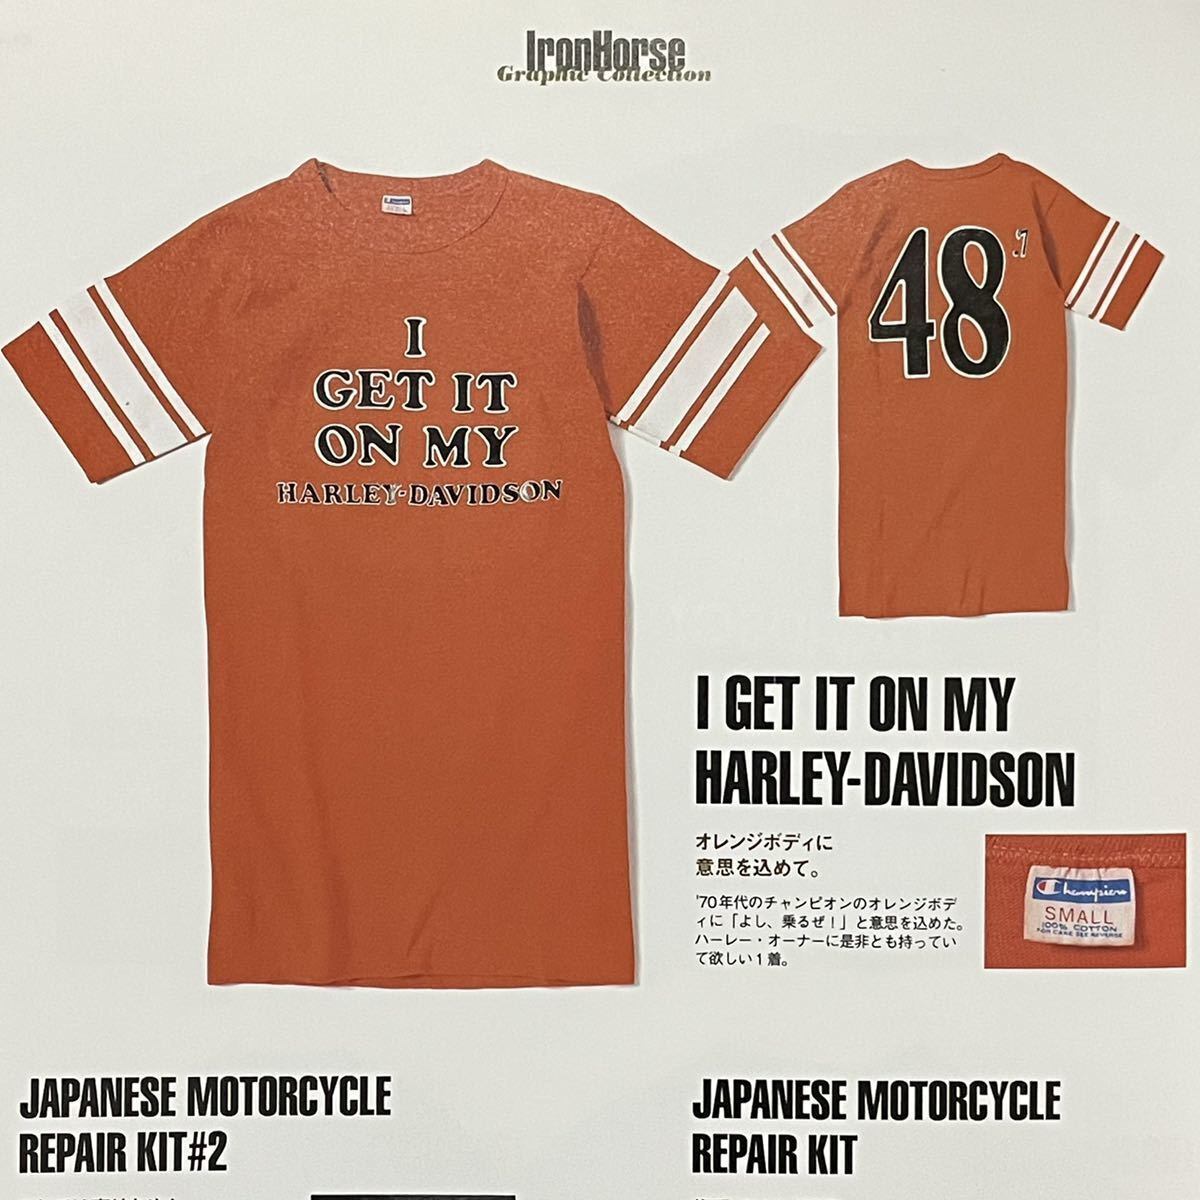 IronHorse
Graphic Collection
Champion
I
GET IT
ON MY
HARLEY-DAVIDSON
48
I GET IT ON MY
HARLEY-DAVIDSON
オレンジボディに
意思を込めて。
'70年代のチャンピオンのオレンジボデ
ィに「よし、乗るぜ!」と意思を込めた。
ハーレー・オーナーに是非とも持ってい
て欲しい1着。
Champion
SMALL
100% COTTON
FOR CARE SEE REVERSE
JAPANESE MOTORCYCLE
REPAIR KIT#2
JAPANESE MOTORCYCLE
REPAIR KIT